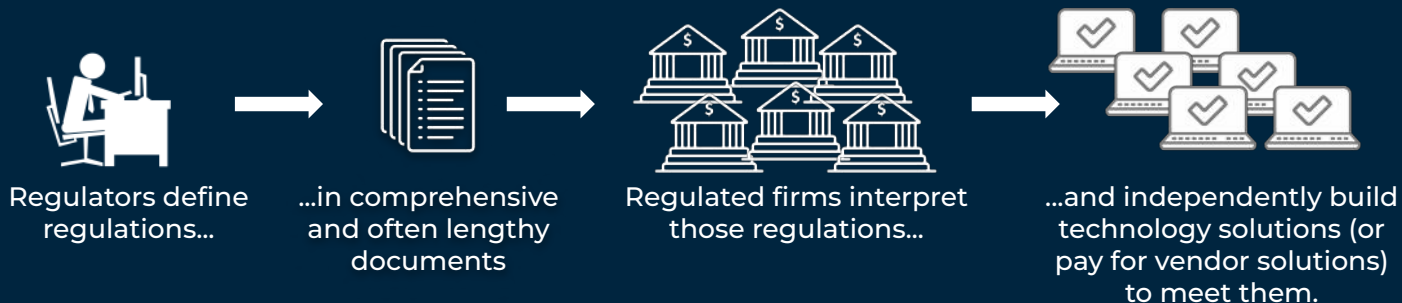 Regulators define
regulations...
...in comprehensive
and often lengthy
documents
$
$
$
$
$
$
Regulated firms interpret
those regulations...
...and independently build
technology solutions (or
pay for vendor solutions)
to meet them.